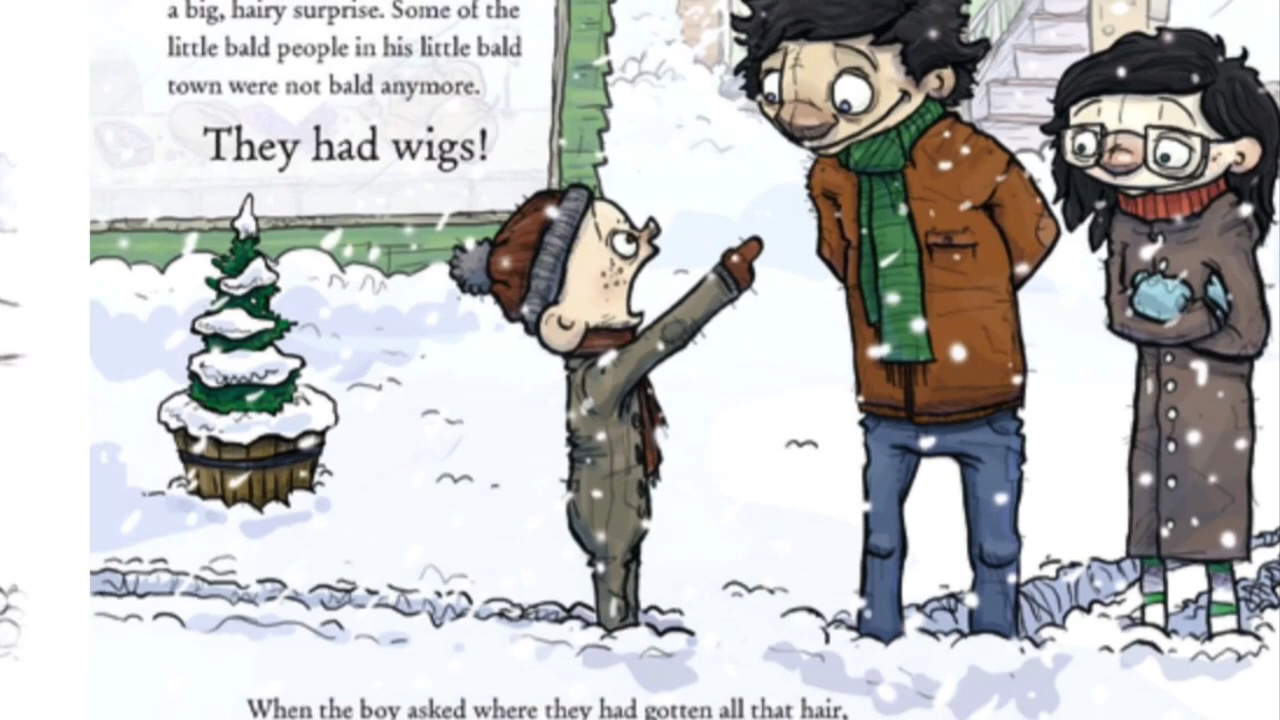 a big, hairy surprise. Some of the
little bald people in his little bald
town were not bald anymore.
They had wigs!
When the boy asked where they had gotten all that hair,